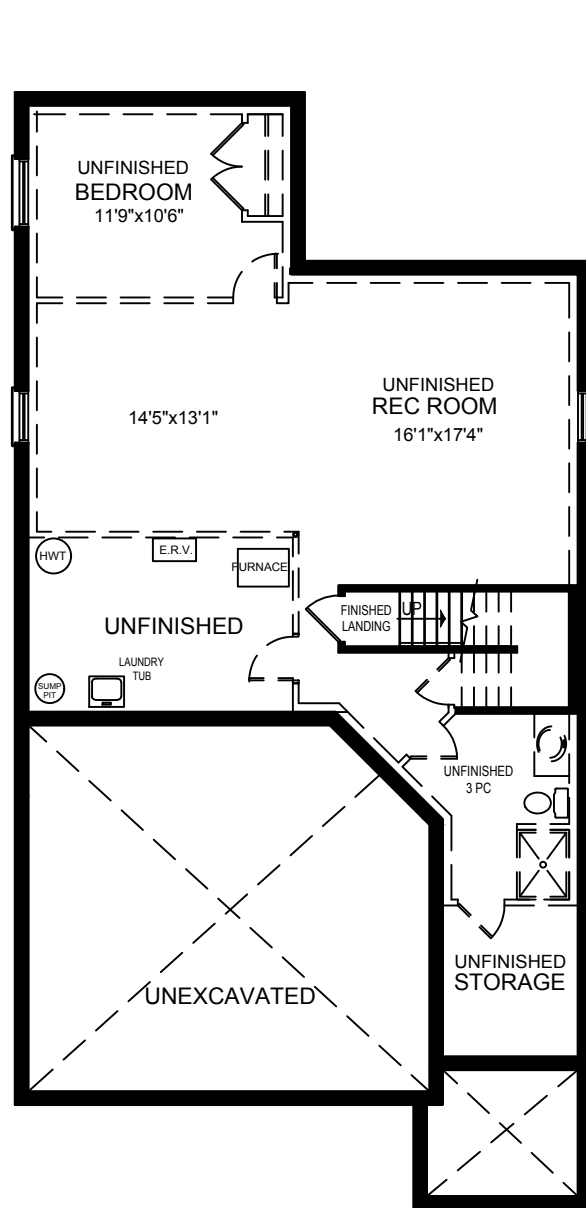 UNFINISHED
BEDROOM
11'9"x10'6"
14'5"x13'1"
UNFINISHED
REC ROOM
16'1"x17'4"
HWT
E.R.V.
FURNACE
UNFINISHED
FINISHED
LANDING
UP
LAUNDRY
TUB
SUMP
PIT
UNFINISHED
3 PC
UNFINISHED
STORAGE
UNEXCAVATED